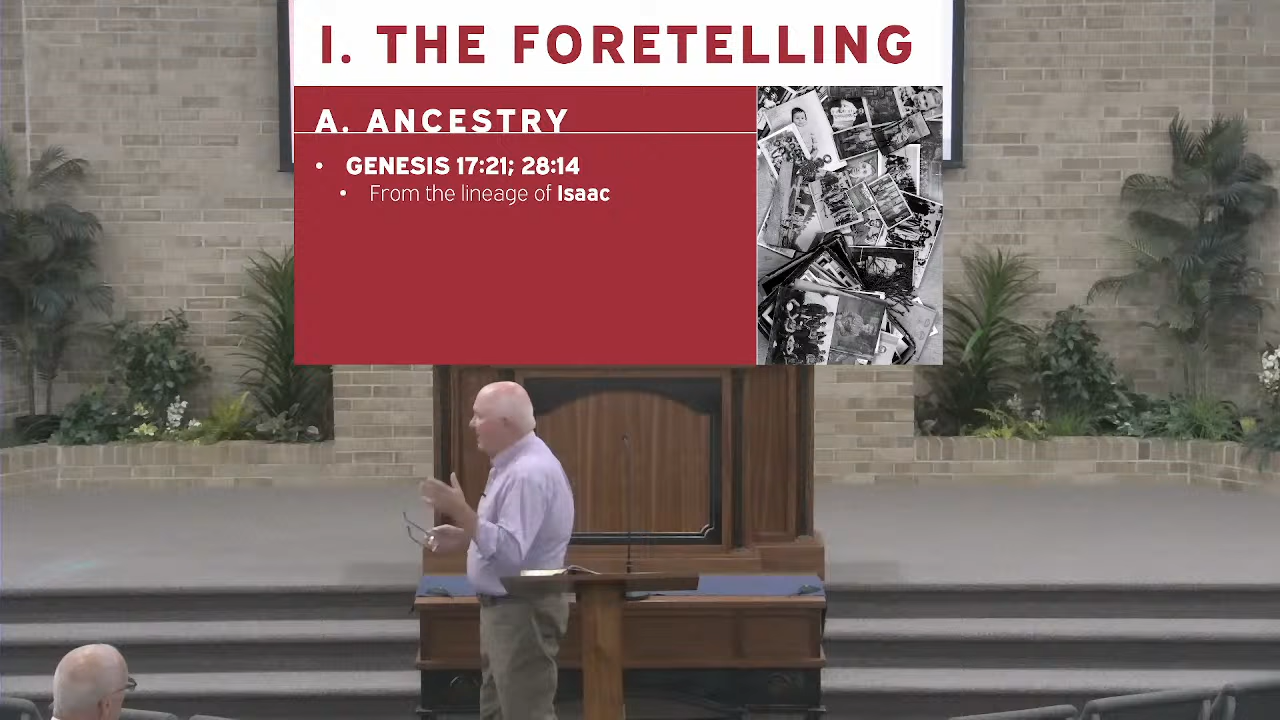 I. THE FORETELLING
A. ANCESTRY
• GENESIS 17:21; 28:14
• From the lineage of Isaac